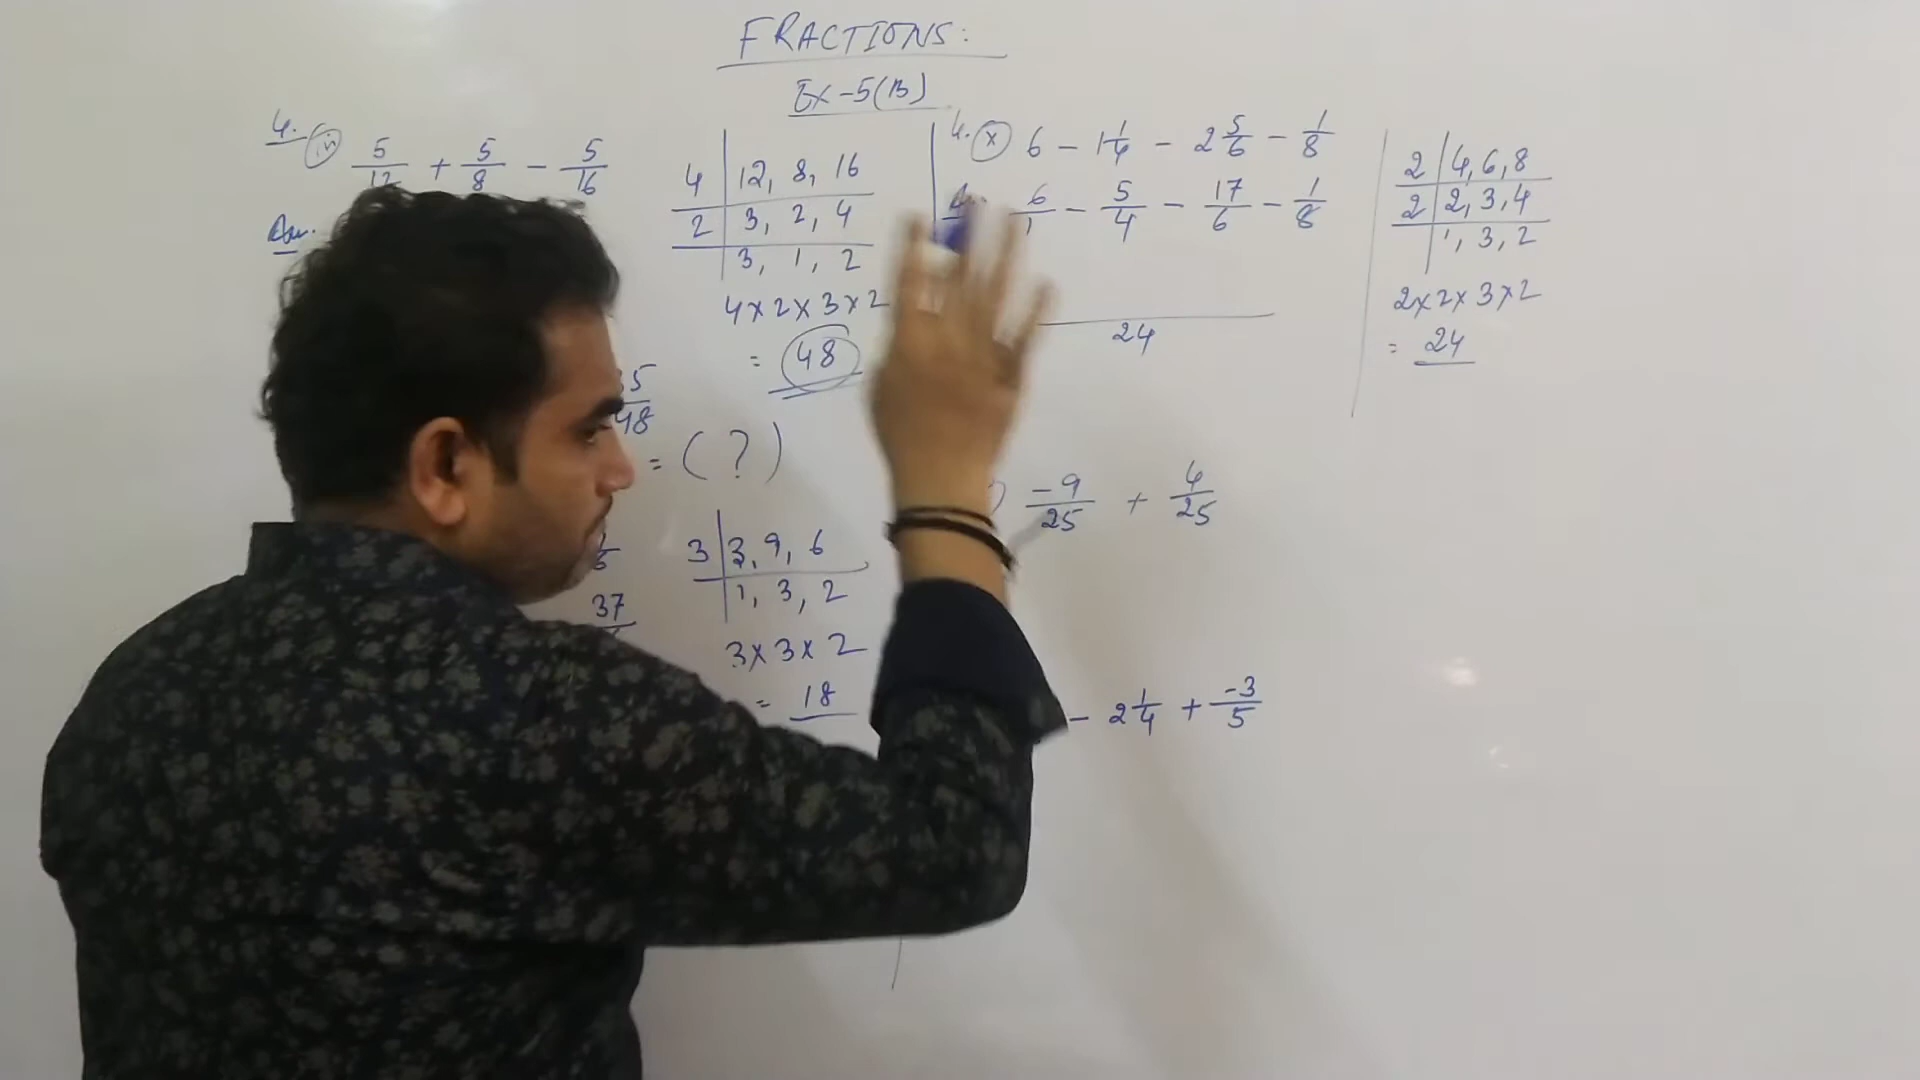 FRACTIONS:
Ex-5(B)
4. (iii) 5/12 + 5/8 - 5/16
Ans.
4 | 12, 8, 16
2 | 3, 2, 4
3, 1, 2
4 x 2 x 3 x 2
= 48
5/48
= (?)
3 | 3, 9, 6
1, 3, 2
3 x 3 x 2
= 18
37
4. (x) 6 - 1 1/4 - 2 5/6 - 1/8
6/1 - 5/4 - 17/6 - 1/8
24
2 | 4, 6, 8
2 | 2, 3, 4
1, 3, 2
2 x 2 x 3 x 2
= 24
) -9/25 + 4/25
- 2 1/4 + -3/5